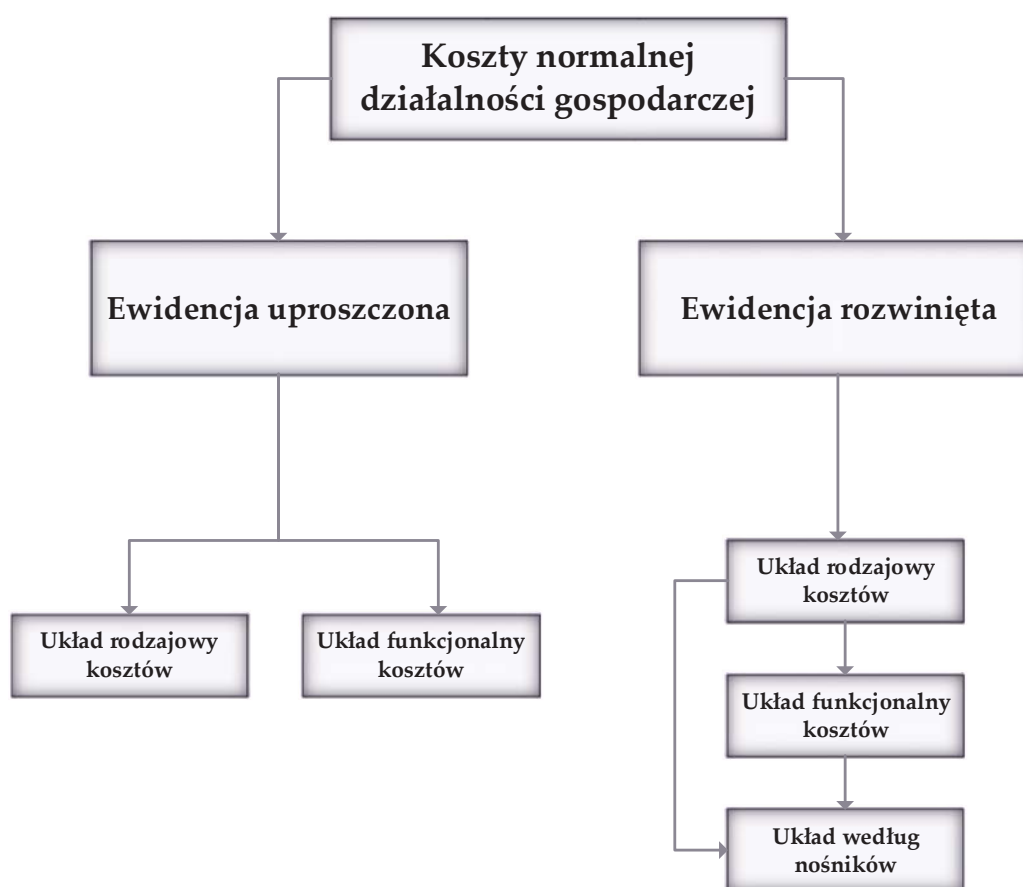 Koszty normalnej
działalności gospodarczej
Ewidencja uproszczona
Ewidencja rozwinięta
Układ rodzajowy
kosztów
Układ funkcjonalny
kosztów
Układ rodzajowy
kosztów
Układ funkcjonalny
kosztów
Układ według
nośników